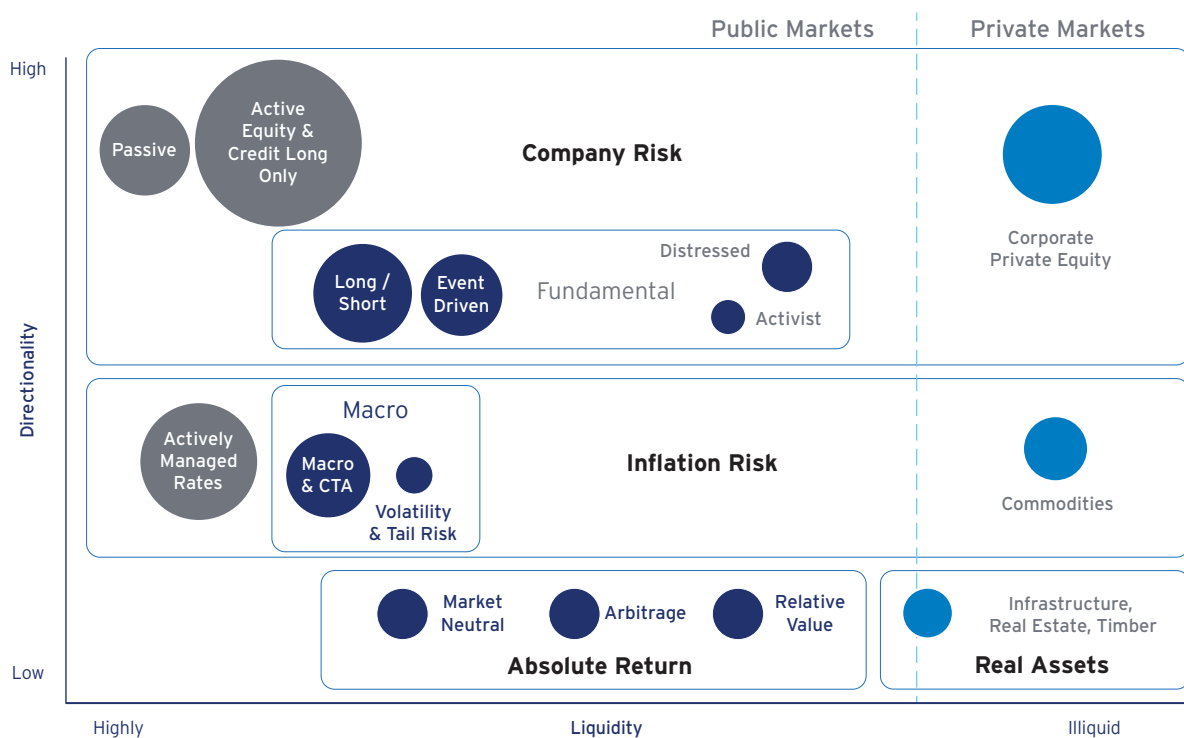 Public Markets
Private Markets
High
Passive
Active
Equity &
Credit Long
Only
Company Risk
Corporate
Private Equity
Long /
Short
Event
Driven
Fundamental
Distressed
Activist
Directionality
Actively
Managed
Rates
Macro
Macro
& CTA
Volatility
& Tail Risk
Inflation Risk
Commodities
Market
Neutral
Arbitrage
Relative
Value
Absolute Return
Infrastructure,
Real Estate, Timber
Real Assets
Low
Highly
Liquidity
Illiquid